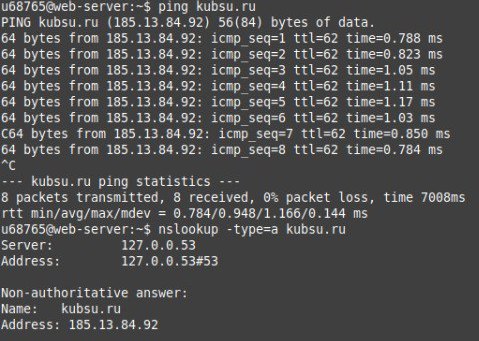 u68765@web-server:~$ ping kubsu.ru
PING kubsu.ru (185.13.84.92) 56(84) bytes of data.
64 bytes from 185.13.84.92: icmp_seq=1 ttl=62 time=0.788 ms
64 bytes from 185.13.84.92: icmp_seq=2 ttl=62 time=0.823 ms
64 bytes from 185.13.84.92: icmp_seq=3 ttl=62 time=1.05 ms
64 bytes from 185.13.84.92: icmp_seq=4 ttl=62 time=1.11 ms
64 bytes from 185.13.84.92: icmp_seq=5 ttl=62 time=1.17 ms
64 bytes from 185.13.84.92: icmp_seq=6 ttl=62 time=1.03 ms
C64 bytes from 185.13.84.92: icmp_seq=7 ttl=62 time=0.850 ms
64 bytes from 185.13.84.92: icmp_seq=8 ttl=62 time=0.784 ms
^C
--- kubsu.ru ping statistics ---
8 packets transmitted, 8 received, 0% packet loss, time 7008ms
rtt min/avg/max/mdev = 0.784/0.948/1.166/0.144 ms
u68765@web-server:~$ nslookup -type=a kubsu.ru
Server: 127.0.0.53
Address: 127.0.0.53#53
Non-authoritative answer:
Name: kubsu.ru
Address: 185.13.84.92